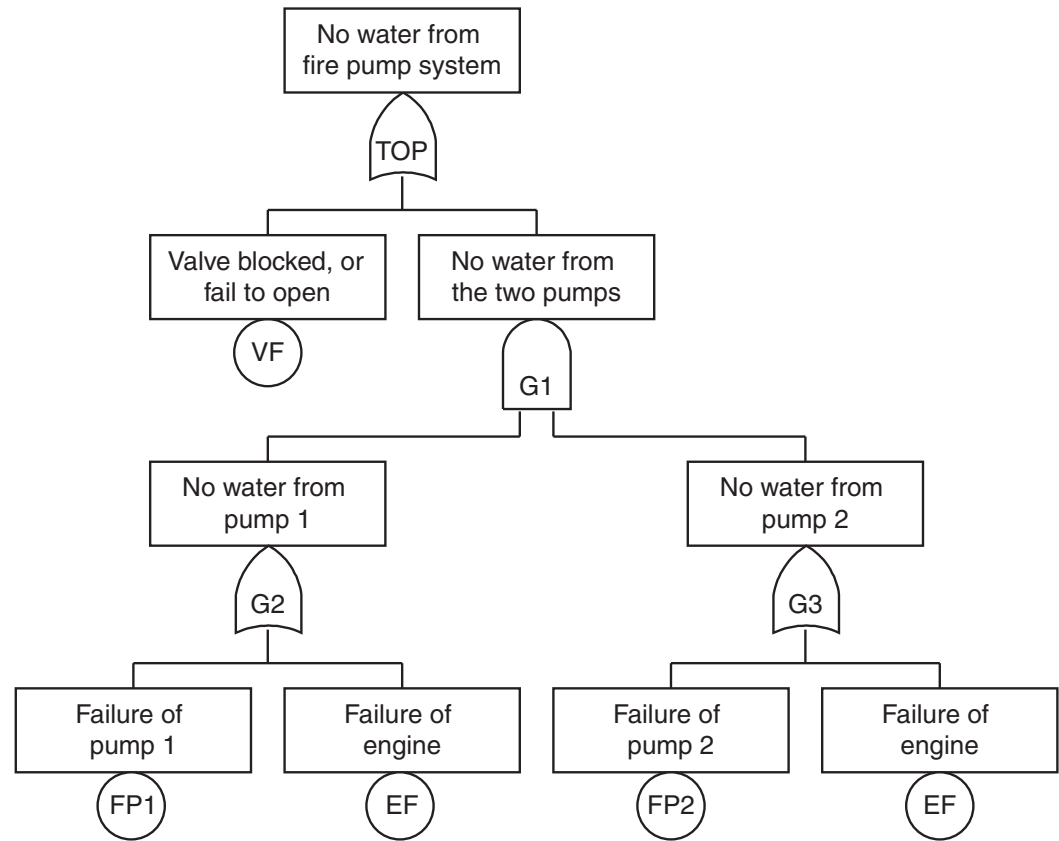 No water from
fire pump system
TOP
Valve blocked, or
fail to open
VF
No water from
the two pumps
G1
No water from
pump 1
G2
No water from
pump 2
G3
Failure of
pump 1
FP1
Failure of
engine
EF
Failure of
pump 2
FP2
Failure of
engine
EF